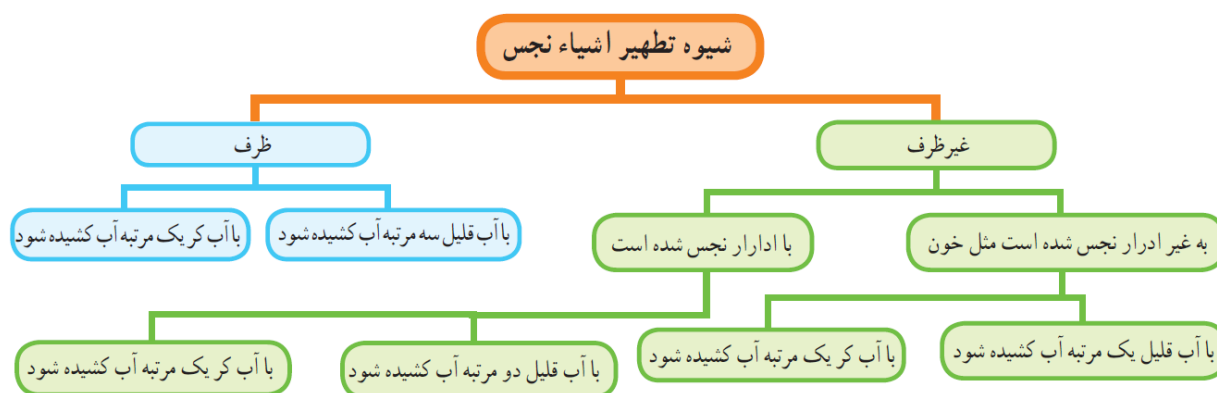 شیوه تطهیر اشیاء نجس
غیرظرف
ظرف
به غیر ادرار نجس شده است مثل خون
با ادارار نجس شده است
با آب قلیل سه مرتبه آب کشیده شود
با آب کر یک مرتبه آب کشیده شود
با آب قلیل یک مرتبه آب کشیده شود
با آب کر یک مرتبه آب کشیده شود
با آب قلیل دو مرتبه آب کشیده شود
با آب کر یک مرتبه آب کشیده شود